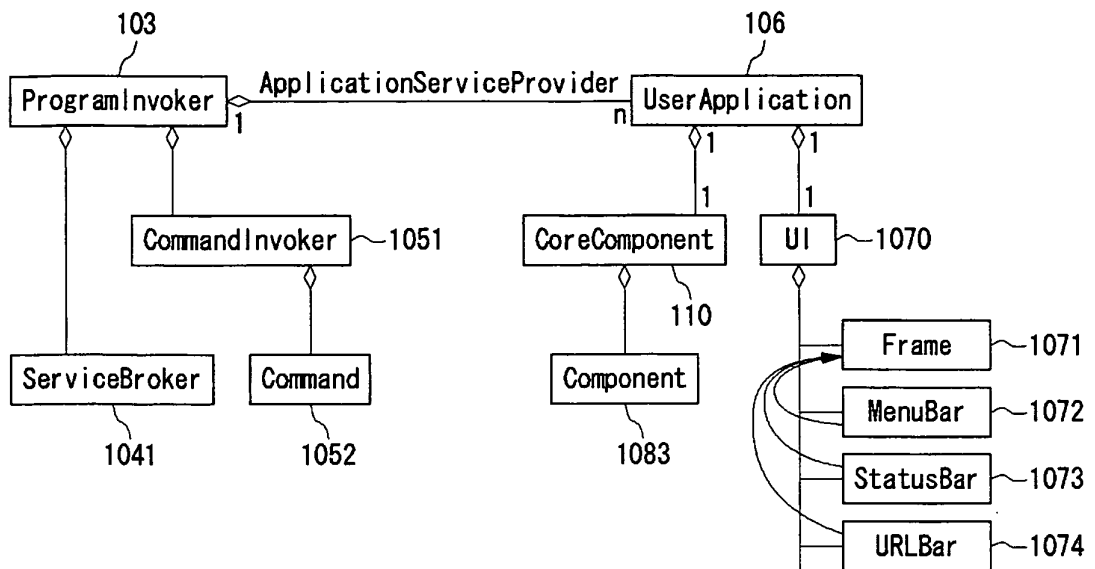 103
106
ProgramInvoker
ApplicationServiceProvider
UserApplication
1
n
1
1
1
1
CommandInvoker
1051
CoreComponent
UI
1070
110
Frame
1071
ServiceBroker
Command
Component
MenuBar
1072
1041
1052
1083
StatusBar
1073
URLBar
1074